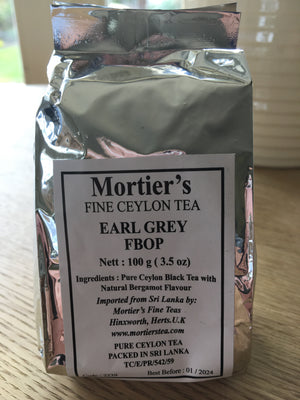 Mortier's
FINE CEYLON TEA
EARL GREY
FBOP
Nett : 100 g ( 3.5 oz)
Ingredients : Pure Ceylon Black Tea with
Natural Bergamot Flavour
Imported from Sri Lanka by:
Mortier's Fine Teas
Hinxworth, Herts.U.K
www.mortierstea.com
PURE CEYLON TEA
PACKED IN SRI LANKA
TC/E/PR/542/59
Best Before : 01 / 2024